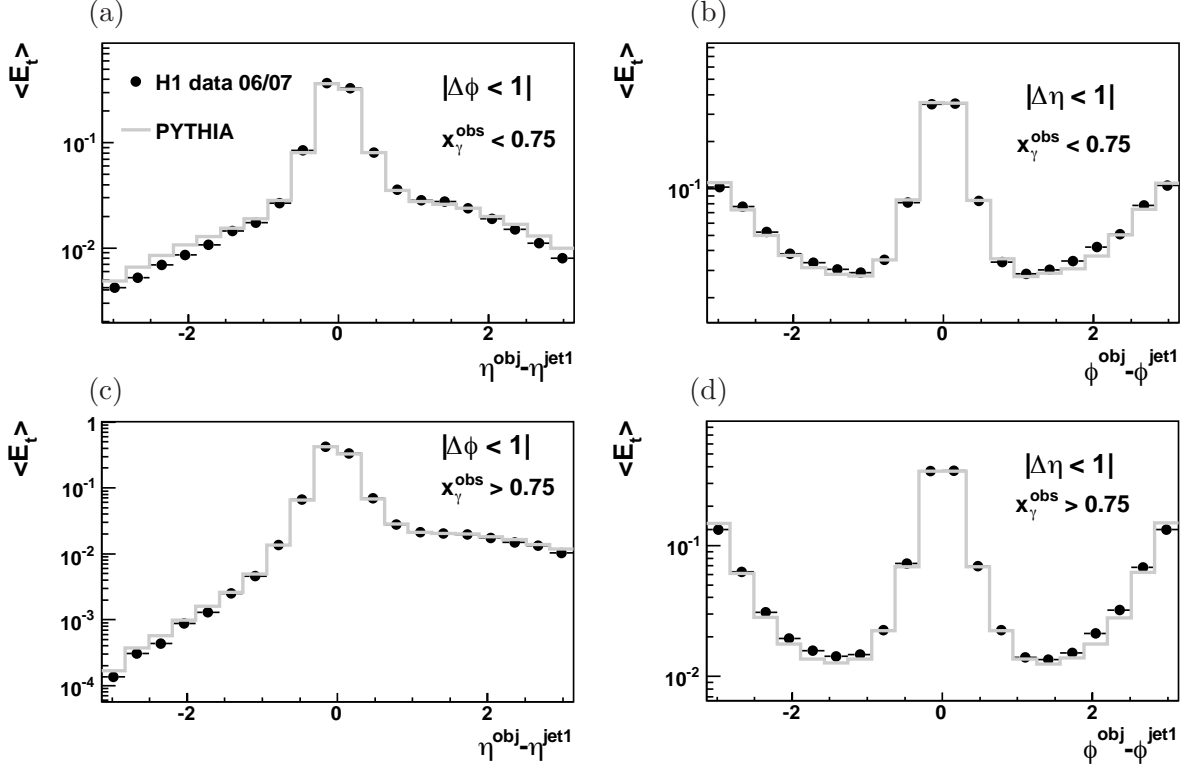 (a)
<E_t>
H1 data 06/07
PYTHIA
|Δϕ < 1|
x_γ^obs < 0.75
10^-1
10^-2
-2 0 2
η^obj-η^jet1
(b)
<E_t>
|Δη < 1|
x_γ^obs < 0.75
10^-1
-2 0 2
ϕ^obj-ϕ^jet1
(c)
<E_t>
|Δϕ < 1|
x_γ^obs > 0.75
1
10^-1
10^-2
10^-3
10^-4
-2 0 2
η^obj-η^jet1
(d)
<E_t>
|Δη < 1|
x_γ^obs > 0.75
10^-1
10^-2
-2 0 2
ϕ^obj-ϕ^jet1